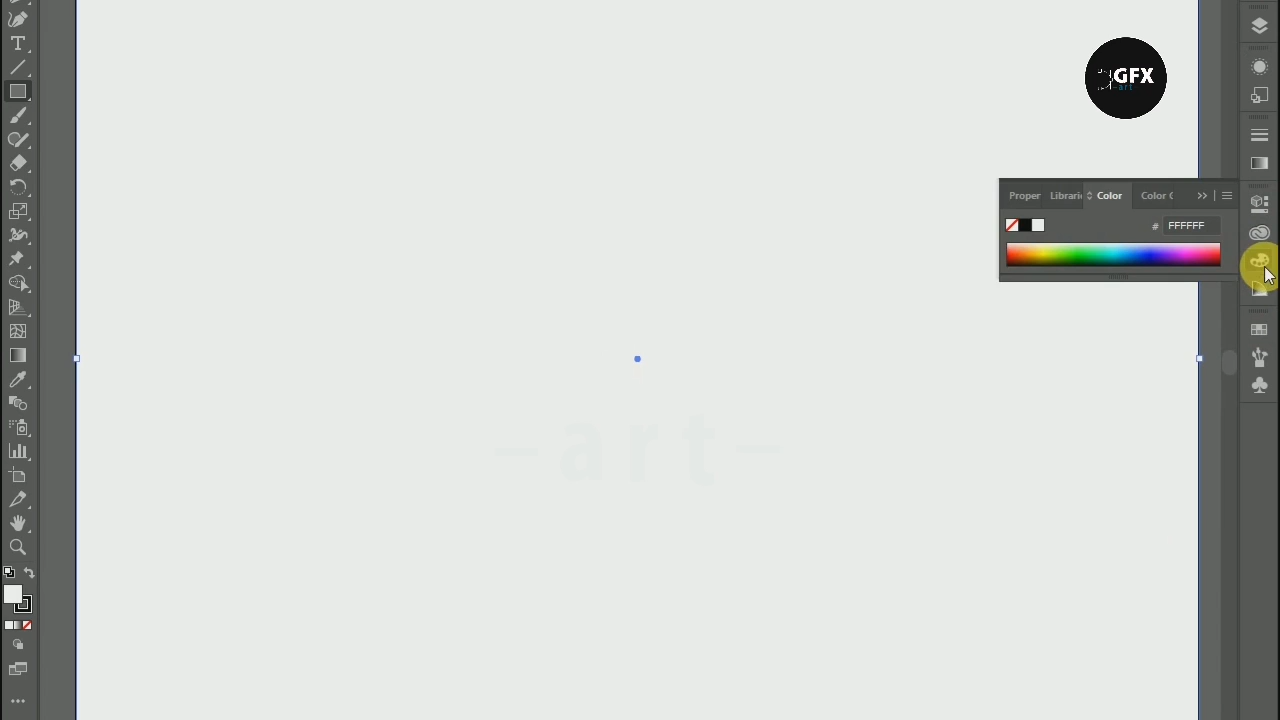 GFX
-art-
Proper
Librari
Color
Color G
# FFFFFF
-art-